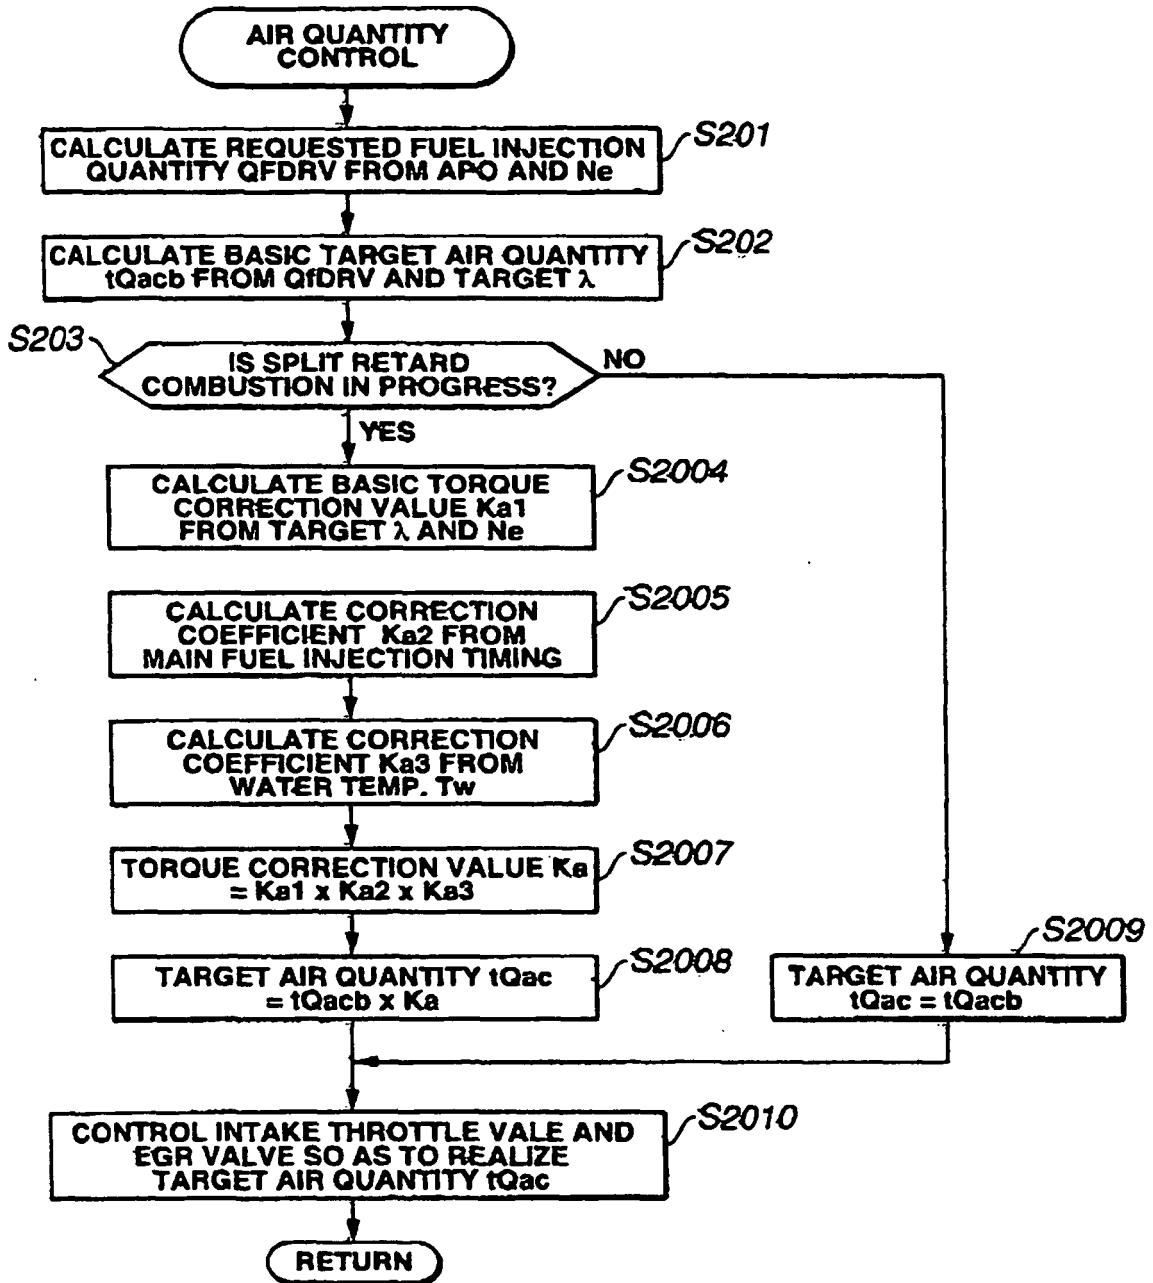 AIR QUANTITY
CONTROL
S201
CALCULATE REQUESTED FUEL INJECTION
QUANTITY QFDRV FROM APO AND Ne
S202
CALCULATE BASIC TARGET AIR QUANTITY
tQacb FROM QfDRV AND TARGET λ
S203
IS SPLIT RETARD
COMBUSTION IN PROGRESS?
NO
YES
S2004
CALCULATE BASIC TORQUE
CORRECTION VALUE Ka1
FROM TARGET λ AND Ne
S2005
CALCULATE CORRECTION
COEFFICIENT Ka2 FROM
MAIN FUEL INJECTION TIMING
S2006
CALCULATE CORRECTION
COEFFICIENT Ka3 FROM
WATER TEMP. Tw
S2007
TORQUE CORRECTION VALUE Ka
= Ka1 x Ka2 x Ka3
S2008
TARGET AIR QUANTITY tQac
= tQacb x Ka
S2009
TARGET AIR QUANTITY
tQac = tQacb
S2010
CONTROL INTAKE THROTTLE VALE AND
EGR VALVE SO AS TO REALIZE
TARGET AIR QUANTITY tQac
RETURN